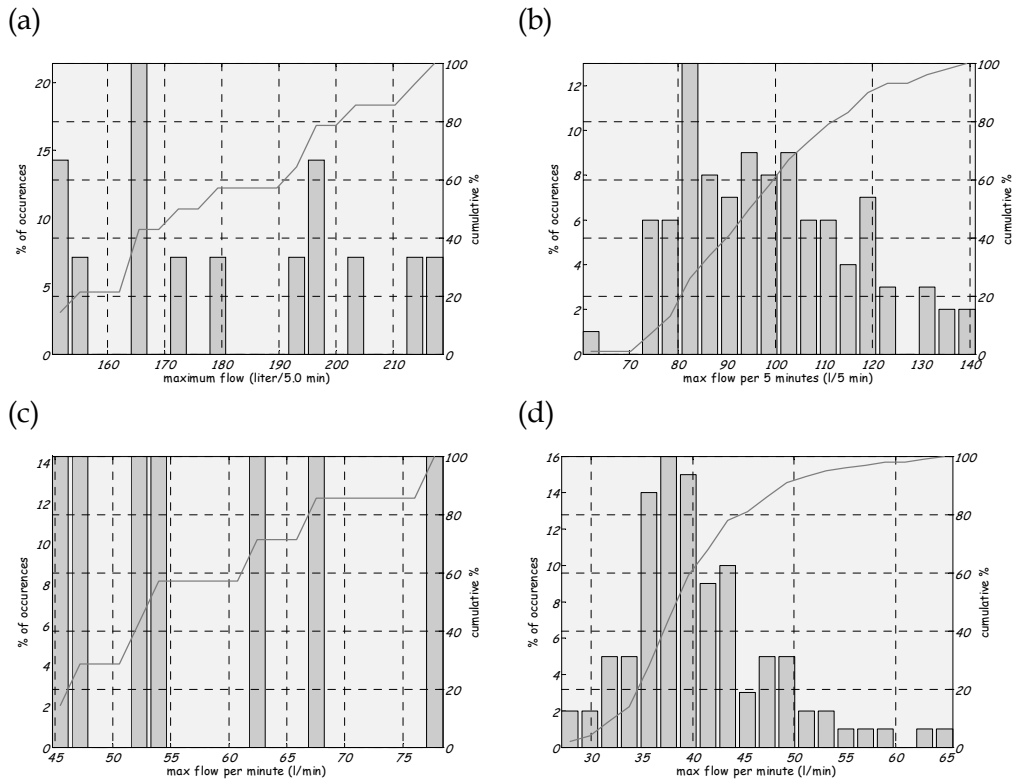 (a)
(b)
% of occurences
20
15
10
5
0
100
80
60
40
20
0
cumulative %
160 170 180 190 200 210
maximum flow (liter/5.0 min)
% of occurences
12
10
8
6
4
2
0
100
80
60
40
20
0
cumulative %
70 80 90 100 110 120 130 140
max flow per 5 minutes (l/5 min)
(c)
(d)
% of occurences
14
12
10
8
6
4
2
0
100
80
60
40
20
0
cumulative %
45 50 55 60 65 70 75
max flow per minute (l/min)
% of occurences
16
14
12
10
8
6
4
2
0
100
80
60
40
20
0
cumulative %
30 35 40 45 50 55 60 65
max flow per minute (l/min)